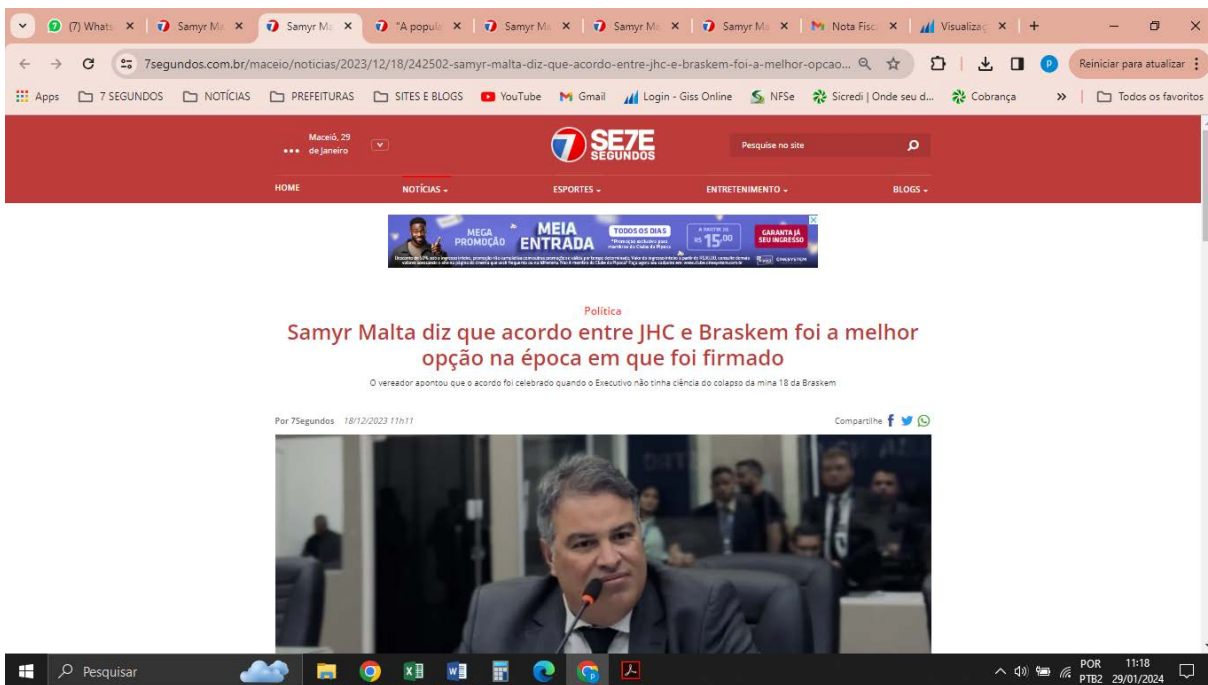 (7) Whats
Samyr Ma
Samyr Ma
"A popula
Samyr Ma
Samyr Ma
Samyr Ma
Nota Fisc
Visualizaç
7segundos.com.br/maceio/noticias/2023/12/18/242502-samyr-malta-diz-que-acordo-entre-jhc-e-braskem-foi-a-melhor-opcao...
P
Reiniciar para atualizar
Apps
7 SEGUNDOS
NOTÍCIAS
PREFEITURAS
SITES E BLOGS
YouTube
Gmail
Login - Giss Online
NFSe
Sicredi | Onde seu d...
Cobrança
»
Todos os favoritos
Maceió, 29
de Janeiro
7 SE7E
SEGUNDOS
Pesquise no site
HOME
NOTÍCIAS
ESPORTES
ENTRETENIMENTO
BLOGS
MEGA
PROMOÇÃO
MEIA
ENTRADA
TODOS OS DIAS
A PARTIR DE
R$ 15,00
GARANTA JÁ
SEU INGRESSO
CINESYSTEM
Política
Samyr Malta diz que acordo entre JHC e Braskem foi a melhor
opção na época em que foi firmado
O vereador apontou que o acordo foi celebrado quando o Executivo não tinha ciência do colapso da mina 18 da Braskem
Por 7Segundos 18/12/2023 11h11
Compartilhe
Pesquisar
POR
PTB2
11:18
29/01/2024